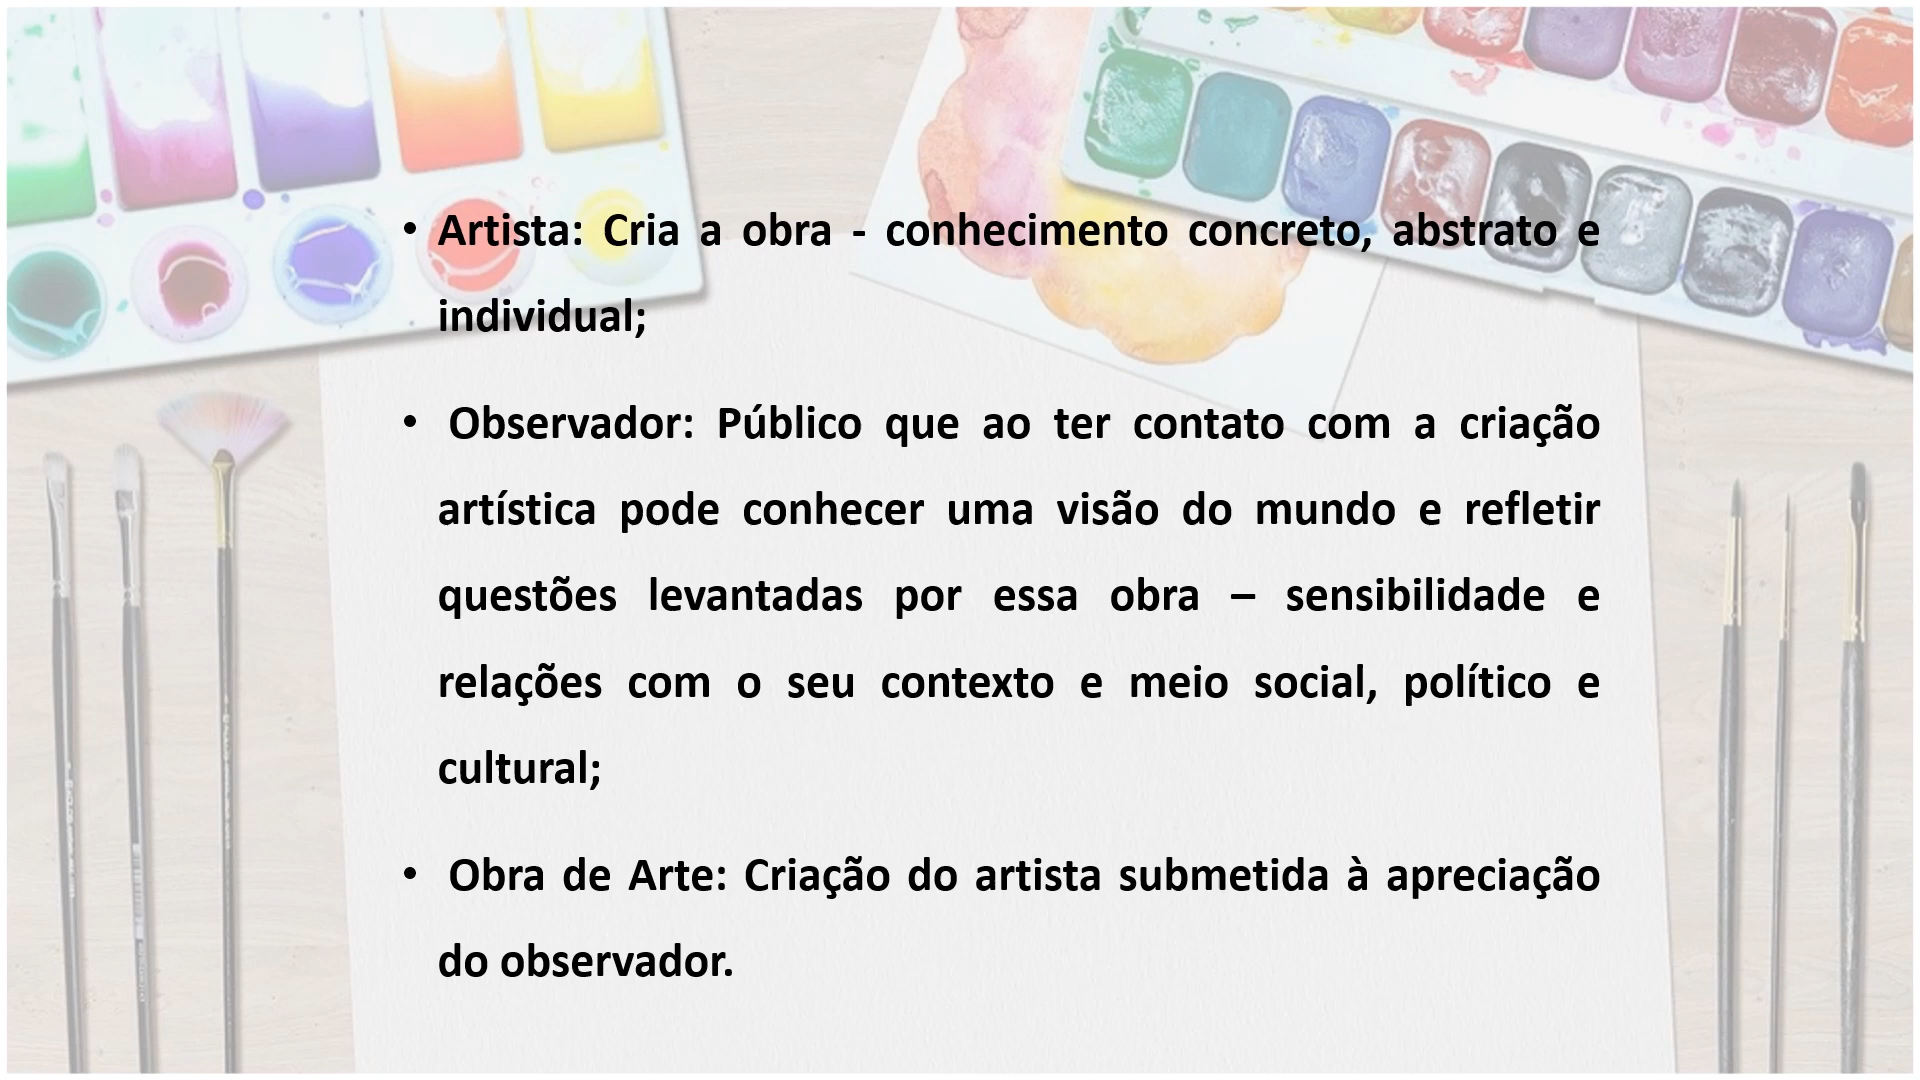 • Artista: Cria a obra - conhecimento concreto, abstrato e
individual;
• Observador: Público que ao ter contato com a criação
artística pode conhecer uma visão do mundo e refletir
questões levantadas por essa obra – sensibilidade e
relações com o seu contexto e meio social, político e
cultural;
• Obra de Arte: Criação do artista submetida à apreciação
do observador.